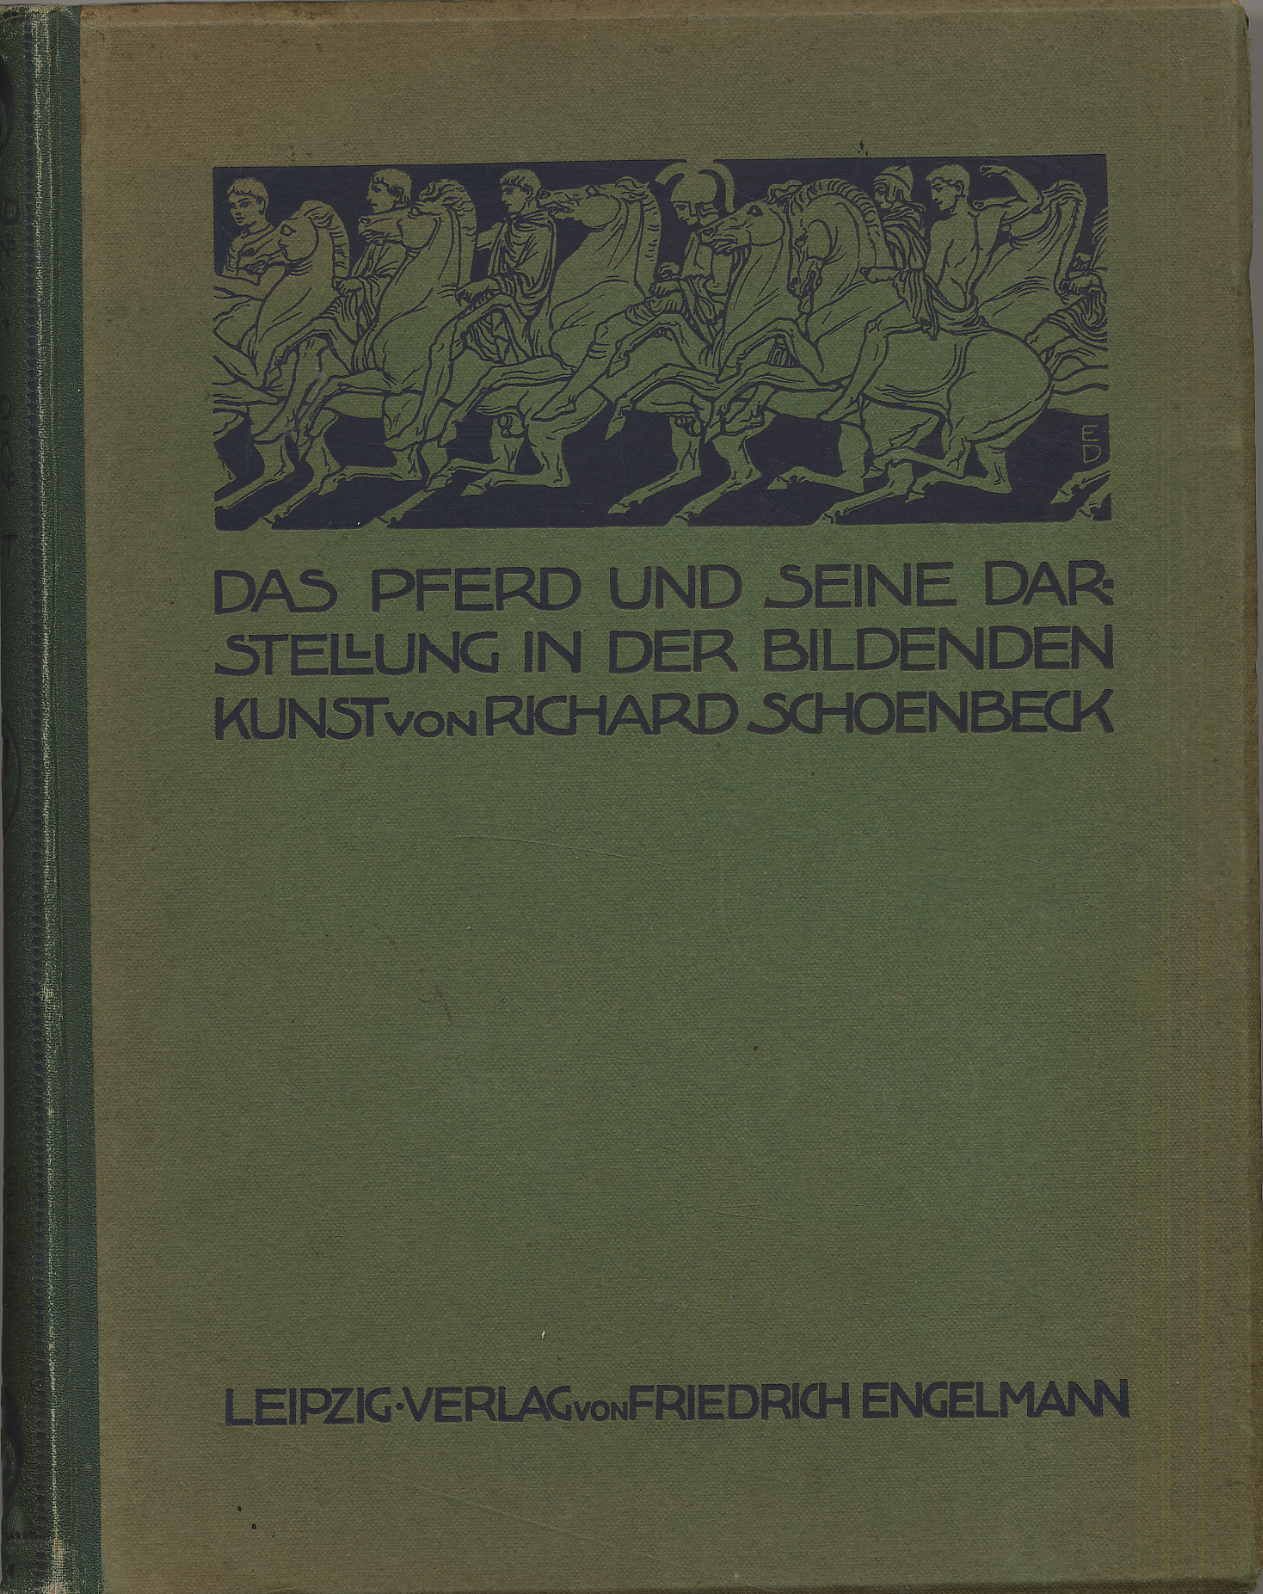 E
D
DAS PFERD UND SEINE DAR-
STELLUNG IN DER BILDENDEN
KUNST VON RICHARD SCHOENBECK
LEIPZIG · VERLAG VON FRIEDRICH ENGELMANN